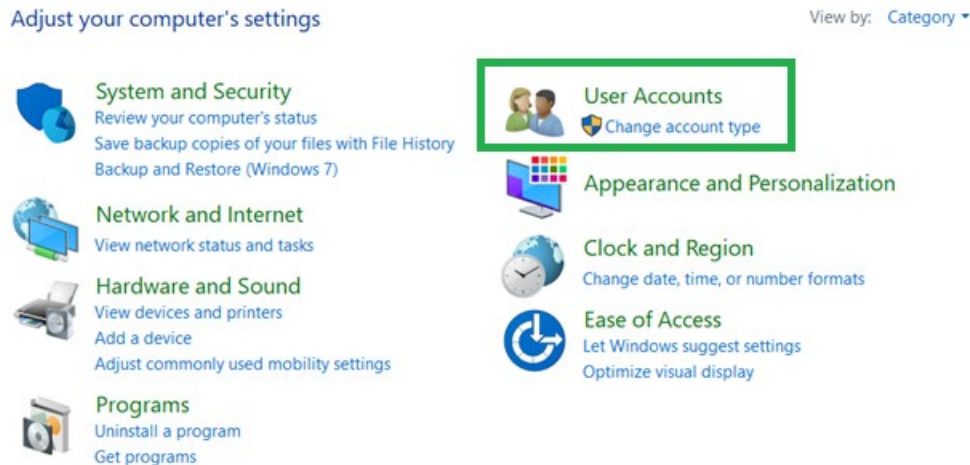 Adjust your computer's settings
View by: Category
System and Security
Review your computer's status
Save backup copies of your files with File History
Backup and Restore (Windows 7)
Network and Internet
View network status and tasks
Hardware and Sound
View devices and printers
Add a device
Adjust commonly used mobility settings
Programs
Uninstall a program
Get programs
User Accounts
Change account type
Appearance and Personalization
Clock and Region
Change date, time, or number formats
Ease of Access
Let Windows suggest settings
Optimize visual display